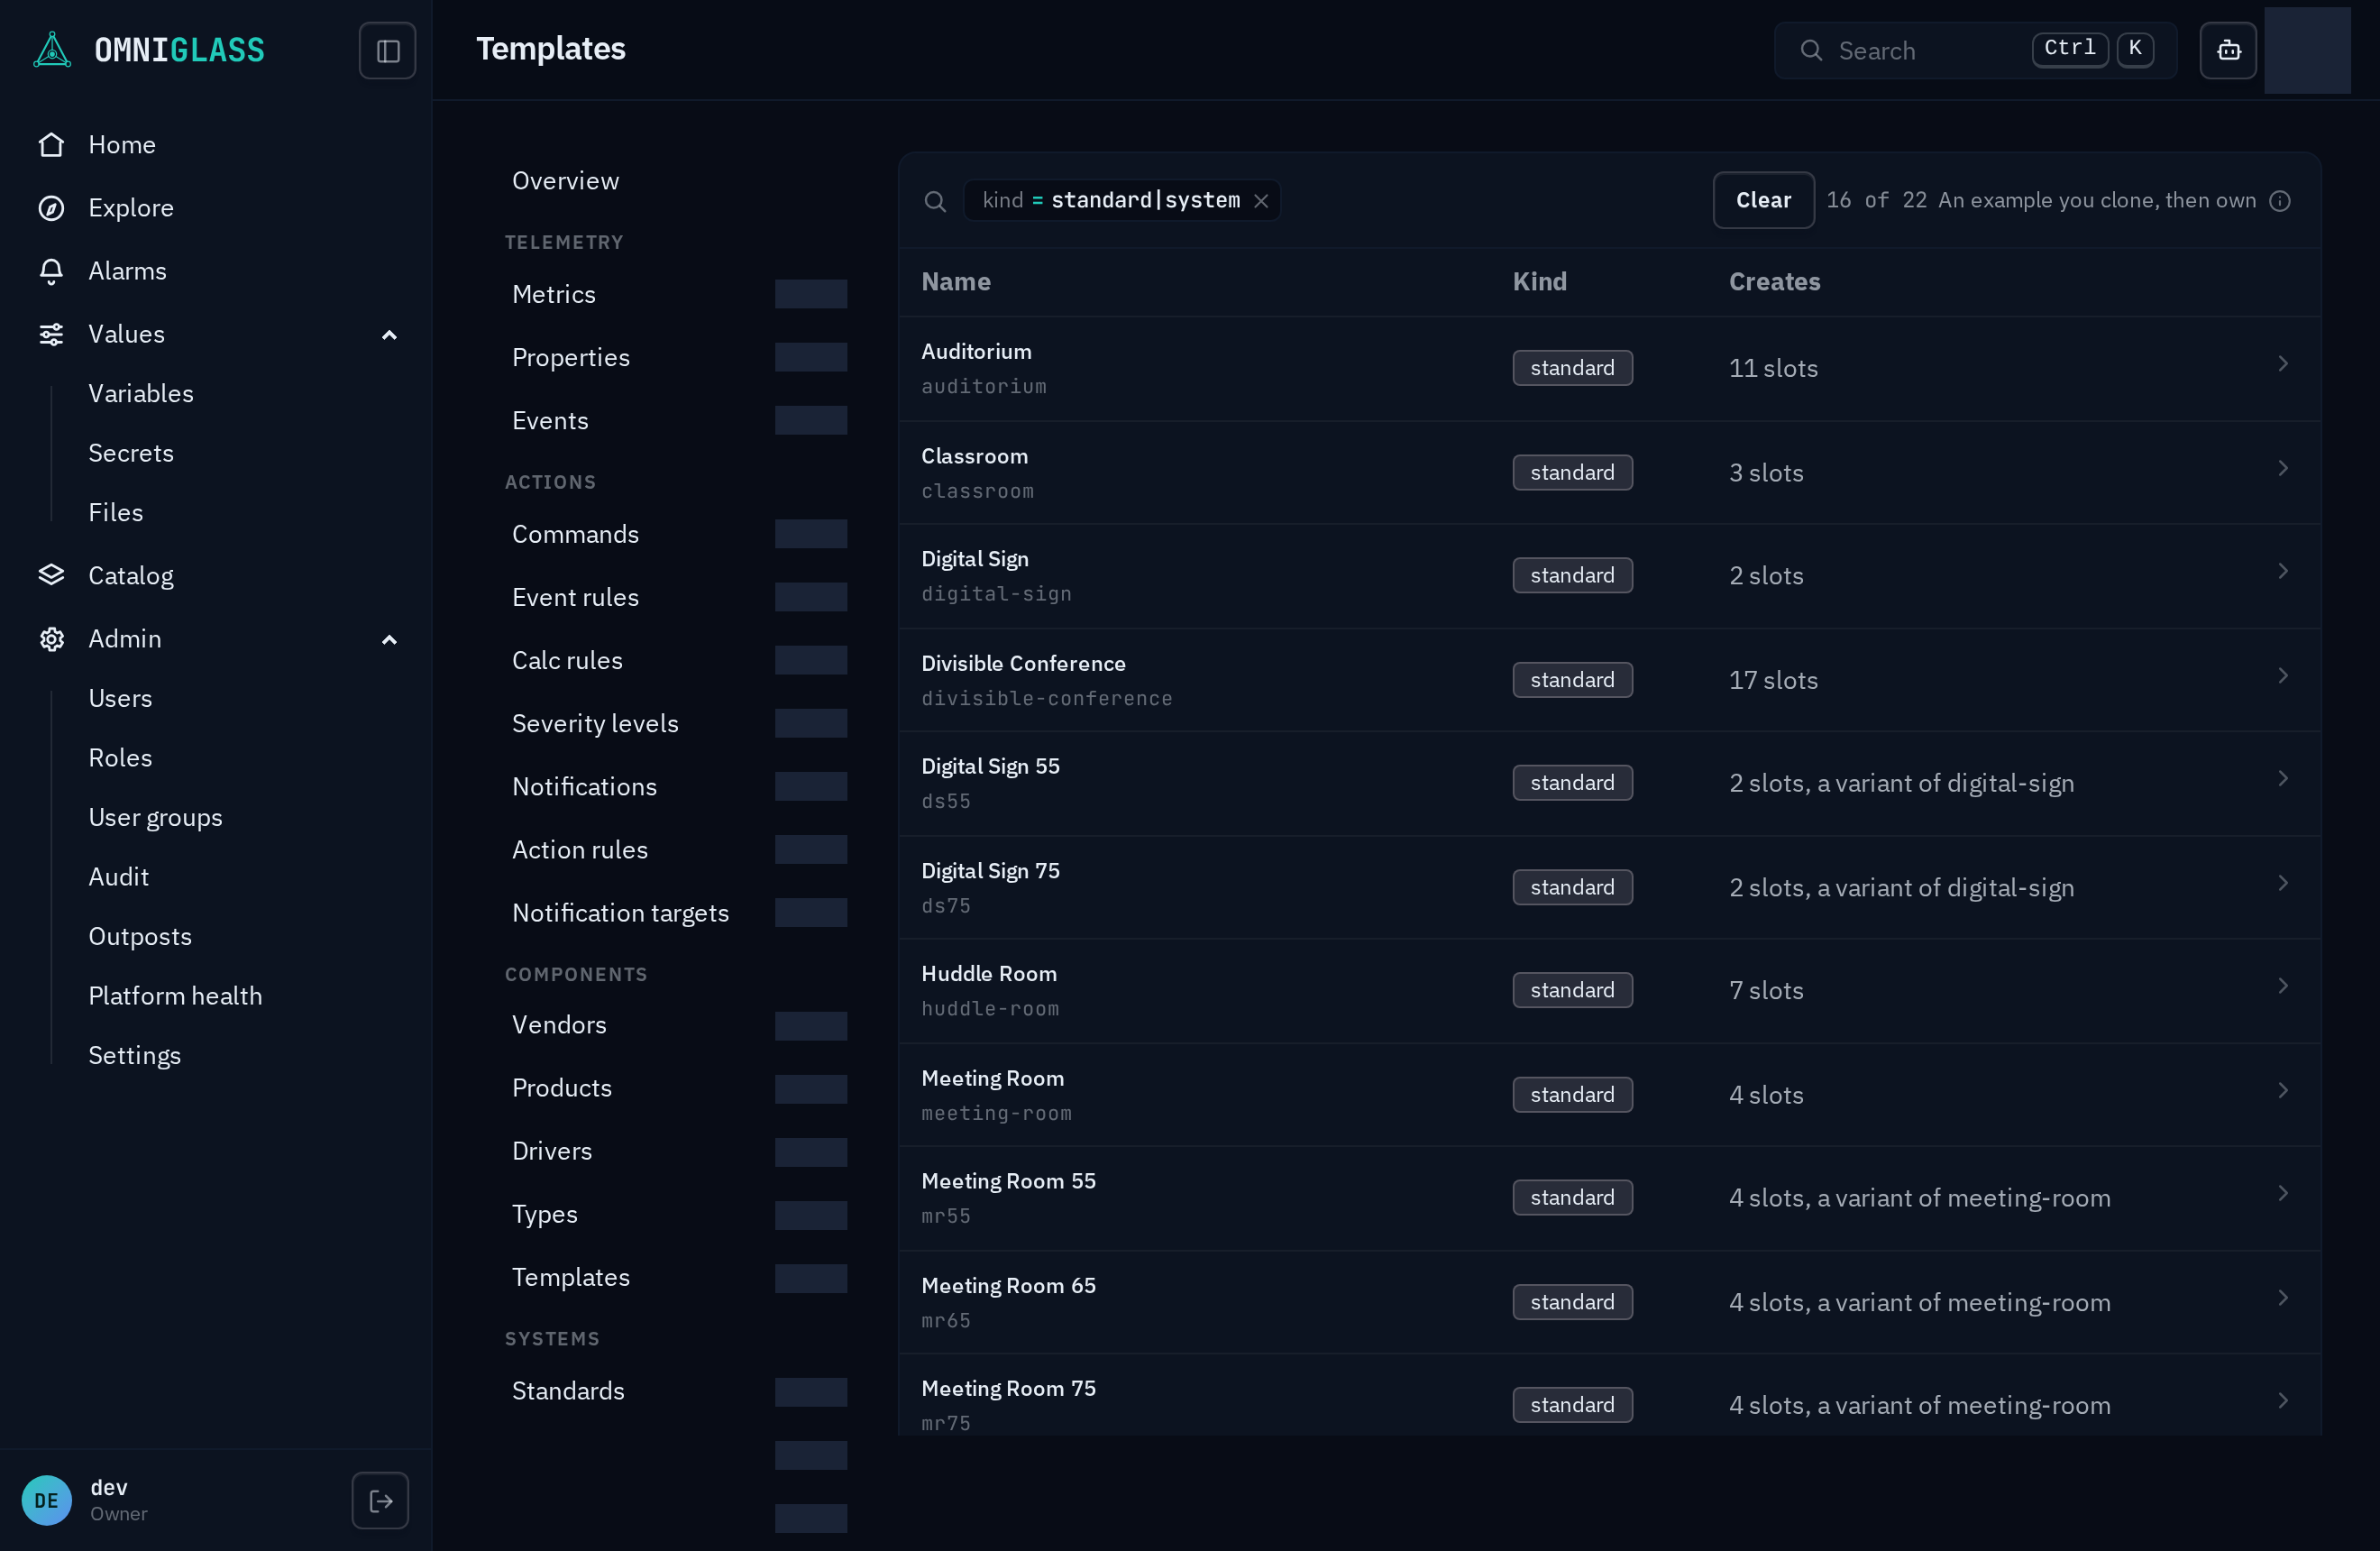 OMNIGLASS
Home
Explore
Alarms
Values
Variables
Secrets
Files
Catalog
Admin
Users
Roles
User groups
Audit
Outposts
Platform health
Settings
DE
dev
Owner
Templates
Search
Ctrl K
Overview
TELEMETRY
Metrics
Properties
Events
ACTIONS
Commands
Event rules
Calc rules
Severity levels
Notifications
Action rules
Notification targets
COMPONENTS
Vendors
Products
Drivers
Types
Templates
SYSTEMS
Standards
kind = standard|system
Clear
16 of 22 An example you clone, then own
Name Kind Creates
Auditorium
auditorium
standard
11 slots
Classroom
classroom
standard
3 slots
Digital Sign
digital-sign
standard
2 slots
Divisible Conference
divisible-conference
standard
17 slots
Digital Sign 55
ds55
standard
2 slots, a variant of digital-sign
Digital Sign 75
ds75
standard
2 slots, a variant of digital-sign
Huddle Room
huddle-room
standard
7 slots
Meeting Room
meeting-room
standard
4 slots
Meeting Room 55
mr55
standard
4 slots, a variant of meeting-room
Meeting Room 65
mr65
standard
4 slots, a variant of meeting-room
Meeting Room 75
mr75
standard
4 slots, a variant of meeting-room